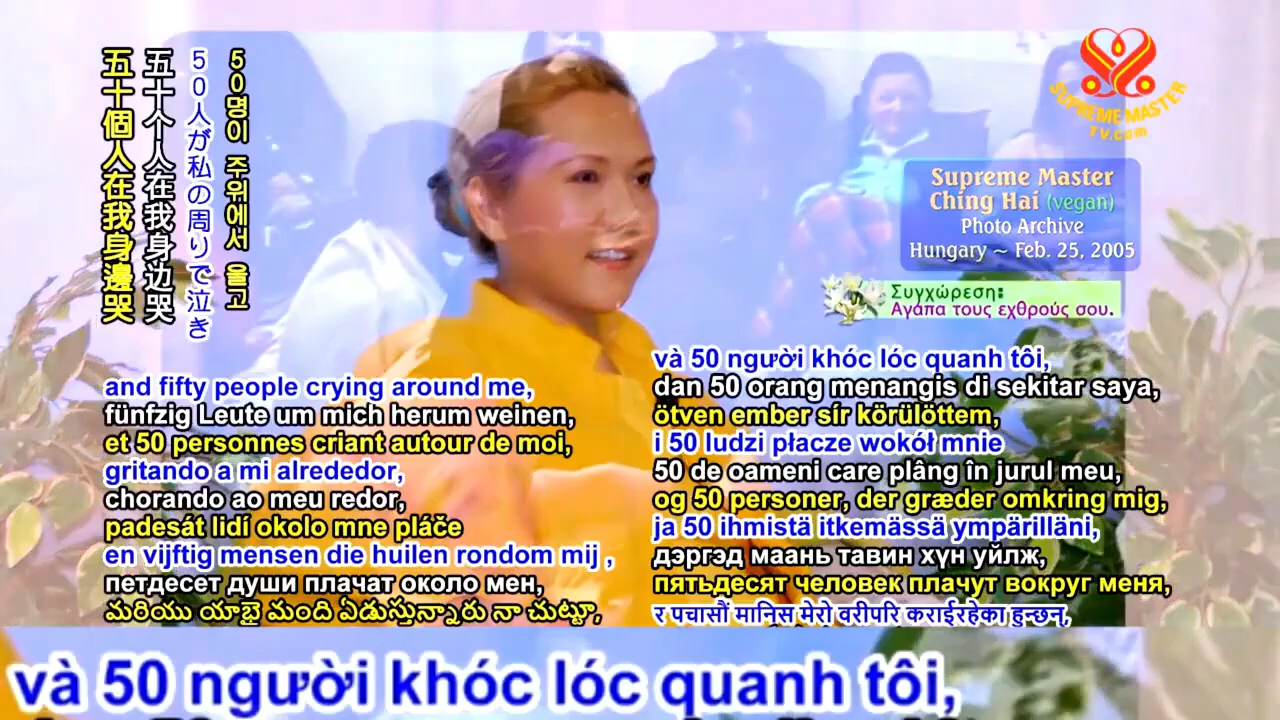 五十個人在我身邊哭
五十个人在我身边哭
50人が私の周りで泣き
50명이 주위에서 울고
SUPREME MASTER
TV.com
Supreme Master
Ching Hai (vegan)
Photo Archive
Hungary ~ Feb. 25, 2005
Συγχώρεση:
Αγάπα τους εχθρούς σου.
and fifty people crying around me,
fünfzig Leute um mich herum weinen,
et 50 personnes criant autour de moi,
gritando a mi alrededor,
chorando ao meu redor,
padesát lidí okolo mne pláče
en vijftig mensen die huilen rondom mij ,
петдесет души плачат около мен,
మరియు యాభై మంది ఏడుస్తున్నారు నా చుట్టూ,
và 50 người khóc lóc quanh tôi,
dan 50 orang menangis di sekitar saya,
ötven ember sír körülöttem,
i 50 ludzi płacze wokół mnie
50 de oameni care plâng în jurul meu,
og 50 personer, der græder omkring mig,
ja 50 ihmistä itkemässä ympärilläni,
дэргэд маань тавин хүн уйлж,
пятьдесят человек плачут вокруг меня,
र पचासौं मानिस मेरो वरीपरि कराईरहेका हुन्छन्,
và 50 người khóc lóc quanh tôi,